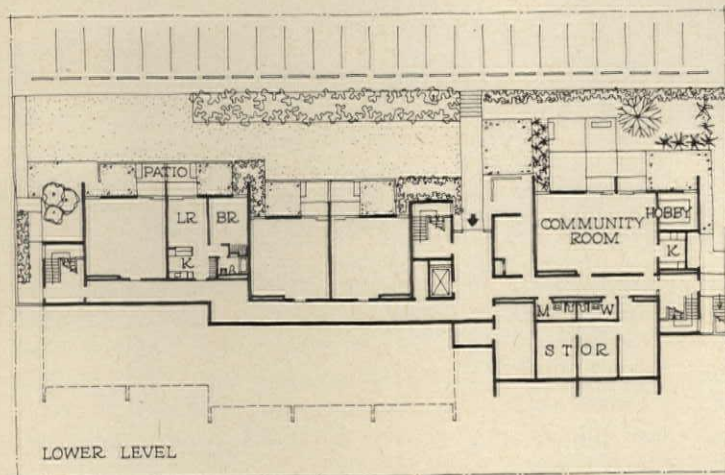 PATIO
LR
BR
K
COMMUNITY
ROOM
HOBBY
K
M
W
STOR
LOWER LEVEL